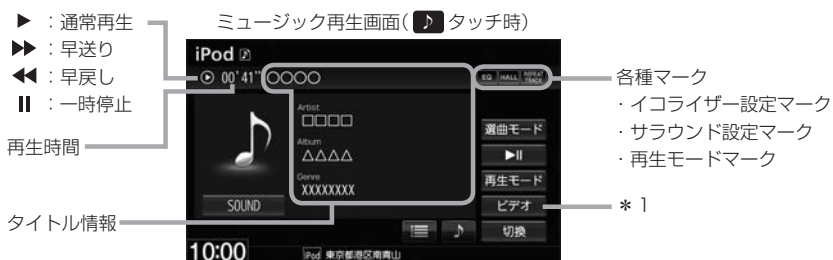 ▶ ：通常再生
▶▶ ：早送り
◀◀ ：早戻し
II ：一時停止
再生時間
タイトル情報
ミュージック再生画面(♪タッチ時)
iPod ♪
00'41" ○○○○
EQ HALL REPEAT TRACK
Artist
□□□□
Album
△△△△
Genre
XXXXXXXX
SOUND
選曲モード
▶II
再生モード
ビデオ
切換
10:00
iPod 東京都港区南青山
各種マーク
・イコライザー設定マーク
・サラウンド設定マーク
・再生モードマーク
＊1